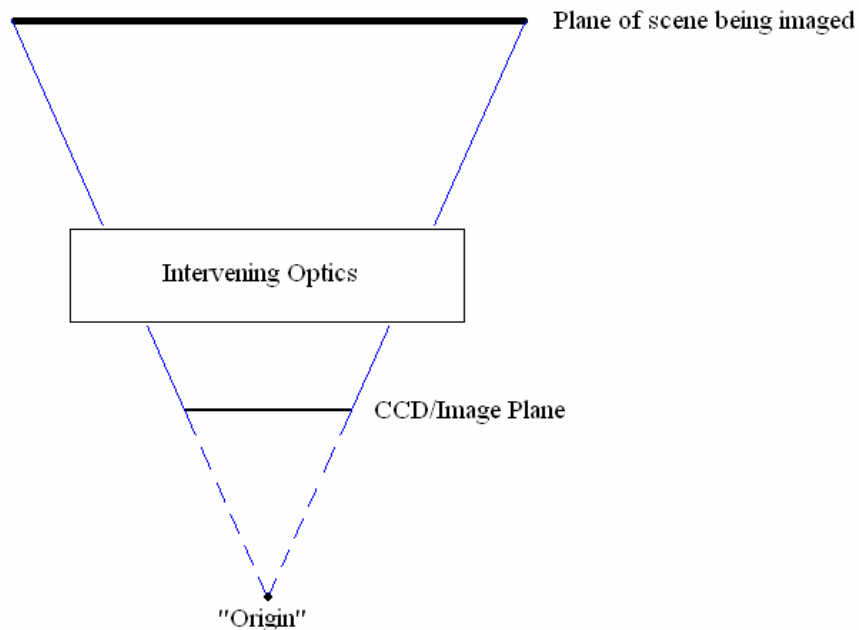 Plane of scene being imaged
Intervening Optics
CCD/Image Plane
"Origin"